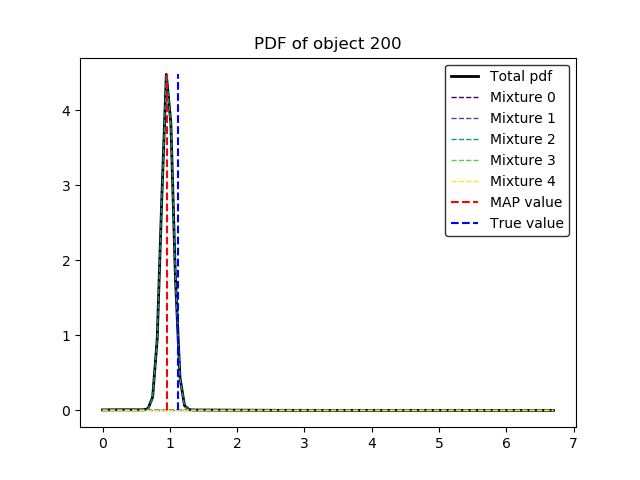 PDF of object 200
Total pdf
Mixture 0
Mixture 1
Mixture 2
Mixture 3
Mixture 4
MAP value
True value
4
3
2
1
0
0 1 2 3 4 5 6 7